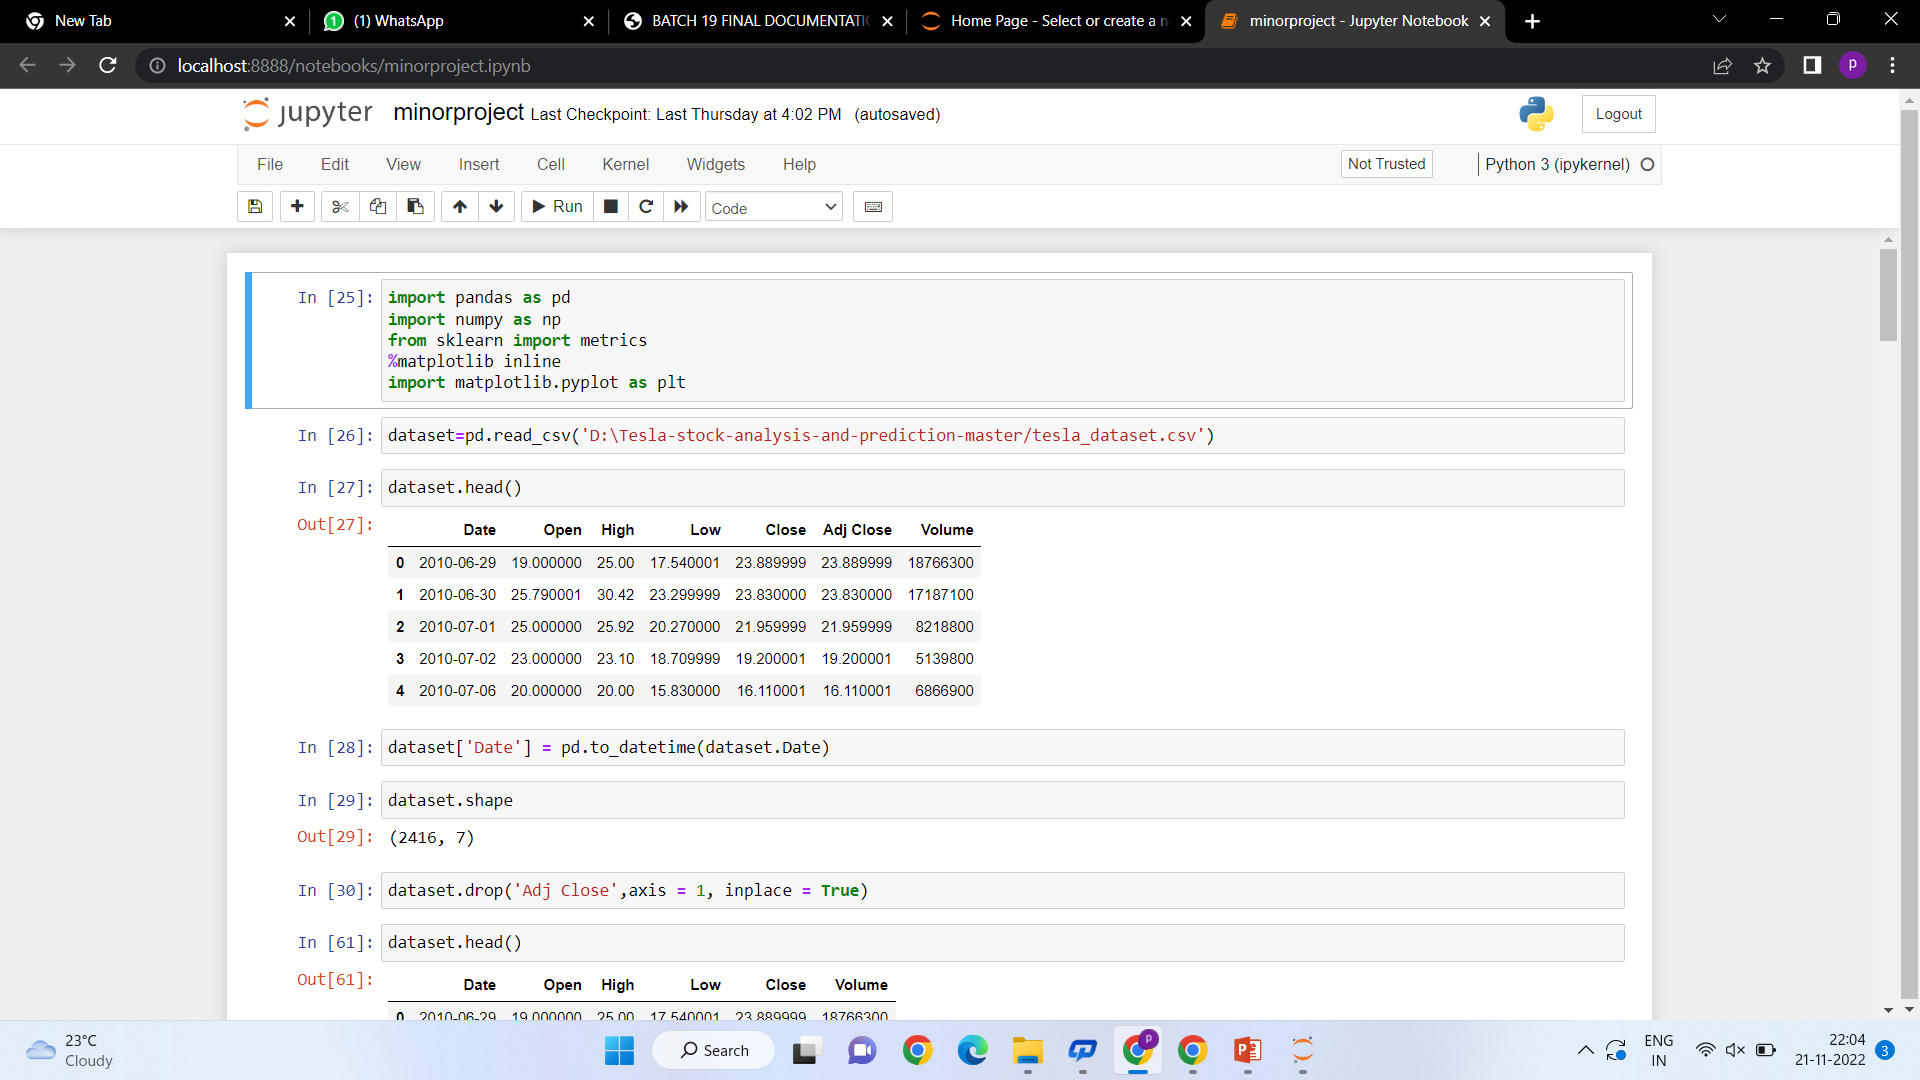 New Tab
(1) WhatsApp
BATCH 19 FINAL DOCUMENTATI
Home Page - Select or create a n
minorproject - Jupyter Notebook
localhost:8888/notebooks/minorproject.ipynb
P
jupyter minorproject Last Checkpoint: Last Thursday at 4:02 PM (autosaved)
Logout
File Edit View Insert Cell Kernel Widgets Help
Not Trusted
Python 3 (ipykernel)
Run
Code
In [25]: import pandas as pd
import numpy as np
from sklearn import metrics
%matplotlib inline
import matplotlib.pyplot as plt
In [26]: dataset=pd.read_csv('D:\Tesla-stock-analysis-and-prediction-master/tesla_dataset.csv')
In [27]: dataset.head()
Out[27]:
Date Open High Low Close Adj Close Volume
0 2010-06-29 19.000000 25.00 17.540001 23.889999 23.889999 18766300
1 2010-06-30 25.790001 30.42 23.299999 23.830000 23.830000 17187100
2 2010-07-01 25.000000 25.92 20.270000 21.959999 21.959999 8218800
3 2010-07-02 23.000000 23.10 18.709999 19.200001 19.200001 5139800
4 2010-07-06 20.000000 20.00 15.830000 16.110001 16.110001 6866900
In [28]: dataset['Date'] = pd.to_datetime(dataset.Date)
In [29]: dataset.shape
Out[29]: (2416, 7)
In [30]: dataset.drop('Adj Close',axis = 1, inplace = True)
In [61]: dataset.head()
Out[61]:
Date Open High Low Close Volume
0 2010-06-29 19.000000 25.00 17.540001 23.889999 18766300
23°C
Cloudy
Search
P
ENG
IN
22:04
21-11-2022
3